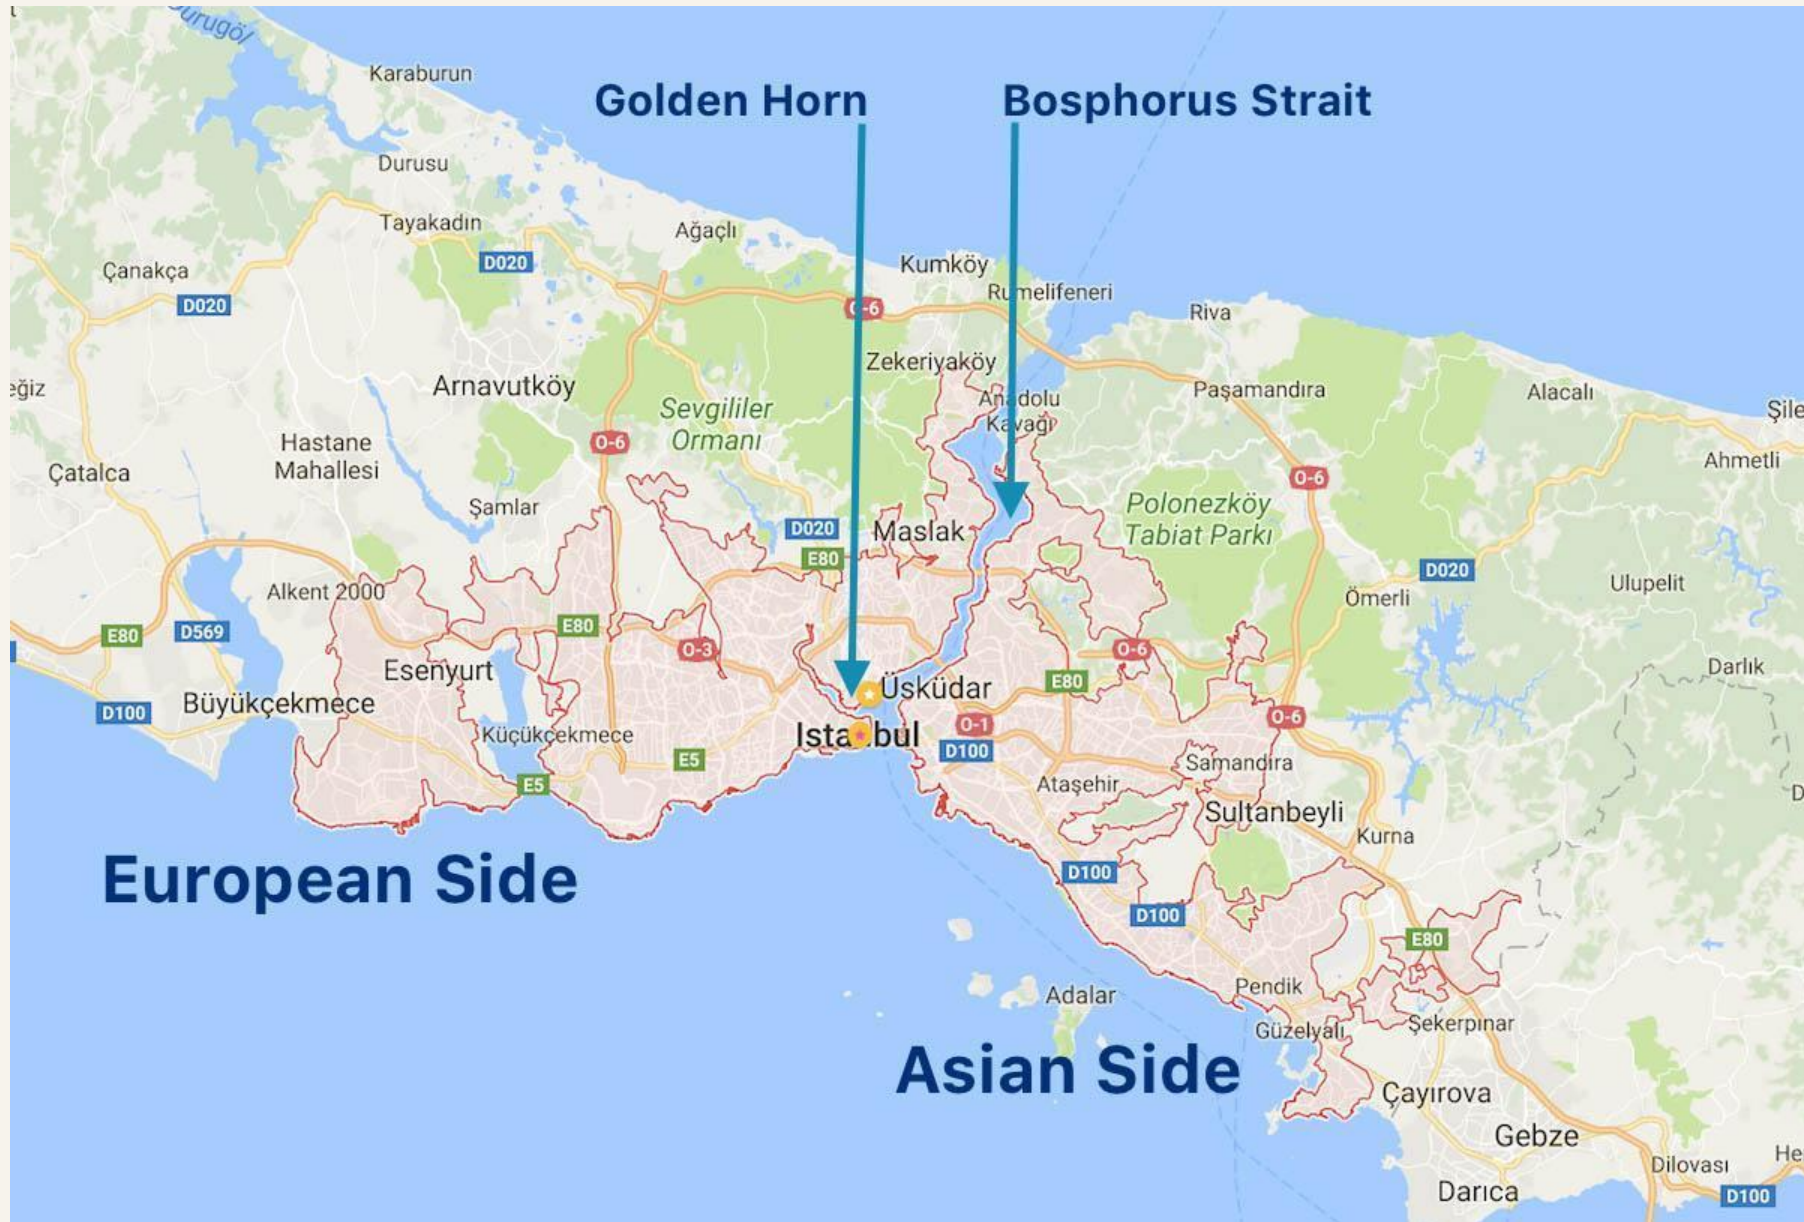 Durugöl
Karaburun
Golden Horn
Bosphorus Strait
Durusu
Tayakadın
Ağaçlı
D020
Çanakça
D020
Kumköy
Rumelifeneri
O-6
Riva
Zekeriyaköy
Arnavutköy
Paşamandıra
Alacalı
Anadolu
Kavağı
Sevgililer
Ormanı
Şile
eğiz
Hastane
Mahallesi
O-6
Çatalca
Ahmetli
O-6
Şamlar
Polonezköy
Tabiat Parkı
D020
Maslak
E80
D020
Alkent 2000
Ulupelit
Ömerli
E80
D569
E80
O-3
O-6
Esenyurt
Darlık
E80
Üsküdar
Büyükçekmece
D100
O-6
Küçükçekmece
Istanbul
O-1
D100
E5
Samandıra
Ataşehir
E5
Sultanbeyli
Kurna
European Side
D100
D100
E80
Pendik
Adalar
Güzelyalı
Şekerpınar
Asian Side
Çayırova
Gebze
Dilovası
He
Darıca
D100